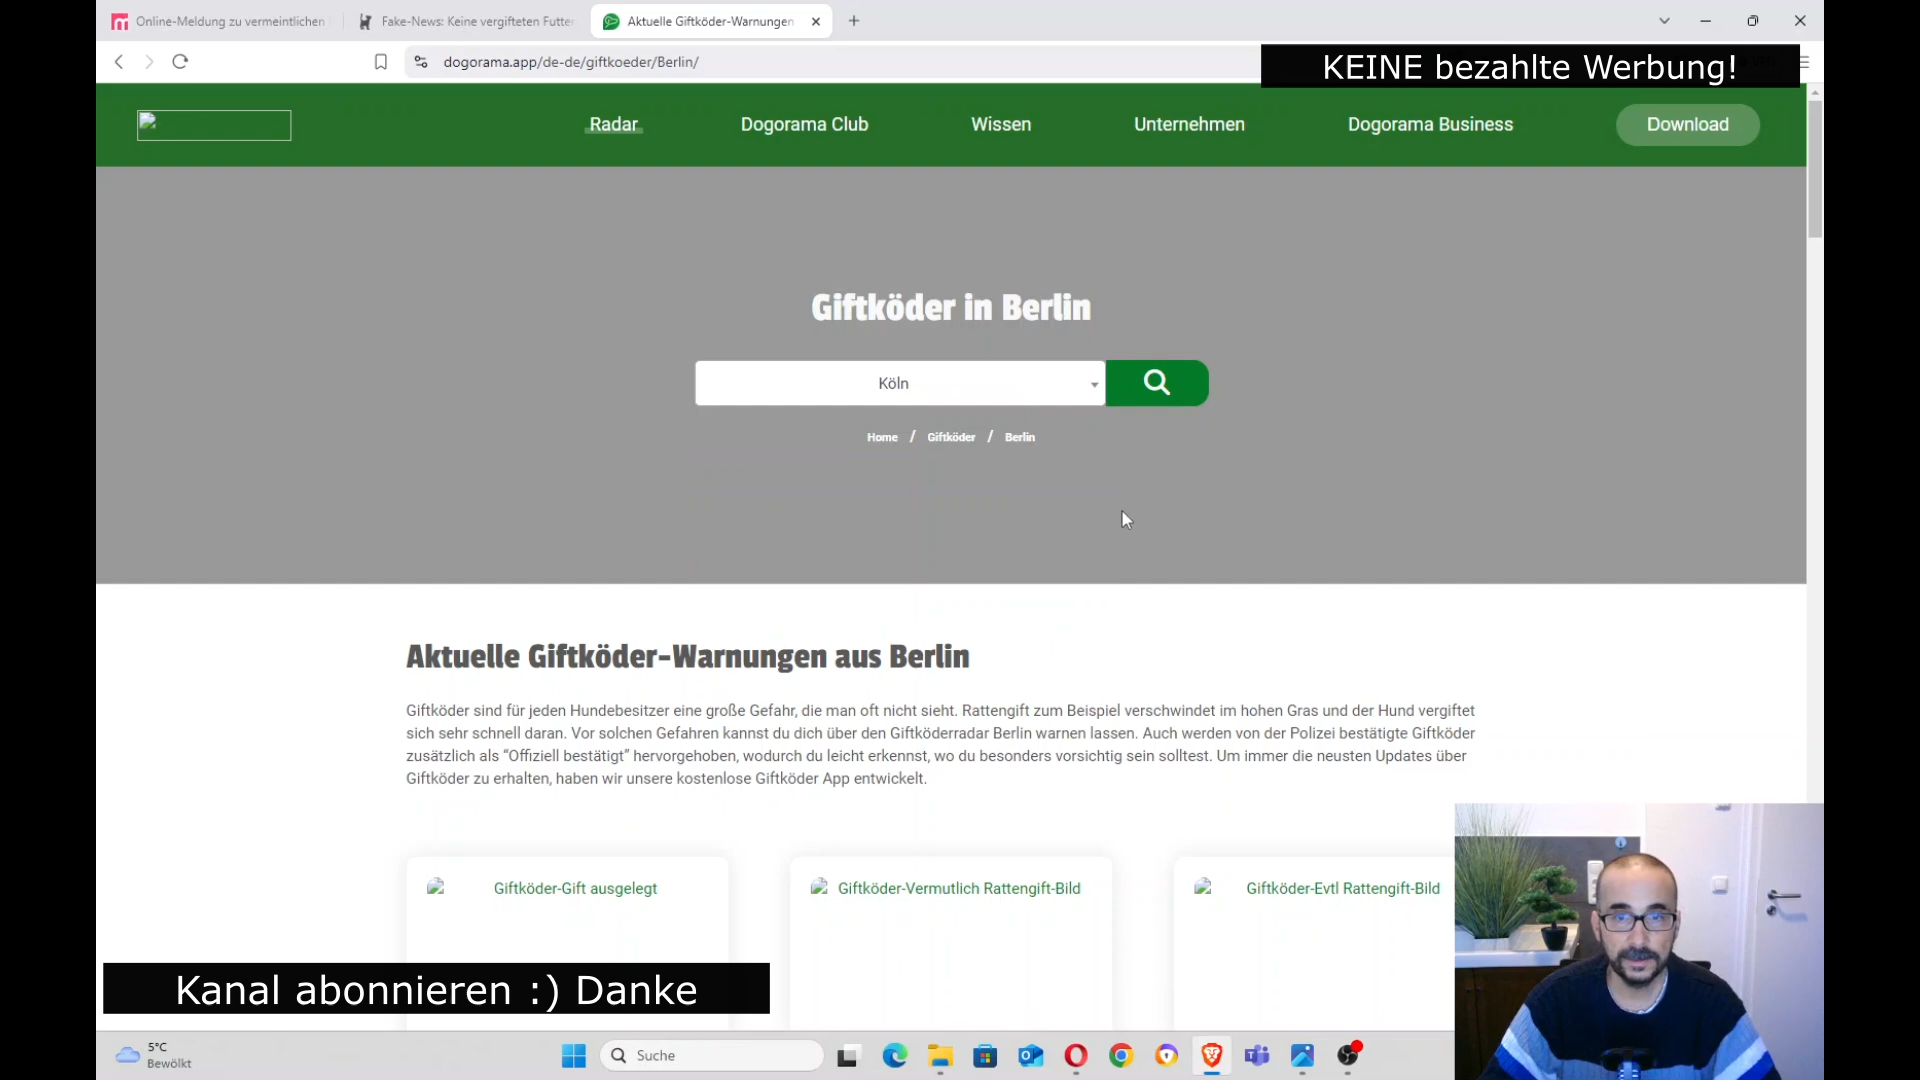 Online-Meldung zu vermeintlichen
Fake-News: Keine vergifteten Futter
Aktuelle Giftköder-Warnungen
dogorama.app/de-de/giftkoeder/Berlin/
KEINE bezahlte Werbung!
Radar
Dogorama Club
Wissen
Unternehmen
Dogorama Business
Download
Giftköder in Berlin
Köln
Home / Giftköder / Berlin
Aktuelle Giftköder-Warnungen aus Berlin
Giftköder sind für jeden Hundebesitzer eine große Gefahr, die man oft nicht sieht. Rattengift zum Beispiel verschwindet im hohen Gras und der Hund vergiftet
sich sehr schnell daran. Vor solchen Gefahren kannst du dich über den Giftköderradar Berlin warnen lassen. Auch werden von der Polizei bestätigte Giftköder
zusätzlich als “Offiziell bestätigt” hervorgehoben, wodurch du leicht erkennst, wo du besonders vorsichtig sein solltest. Um immer die neusten Updates über
Giftköder zu erhalten, haben wir unsere kostenlose Giftköder App entwickelt.
Giftköder-Gift ausgelegt
Giftköder-Vermutlich Rattengift-Bild
Giftköder-Evtl Rattengift-Bild
Kanal abonnieren :) Danke
5°C
Bewölkt
Suche